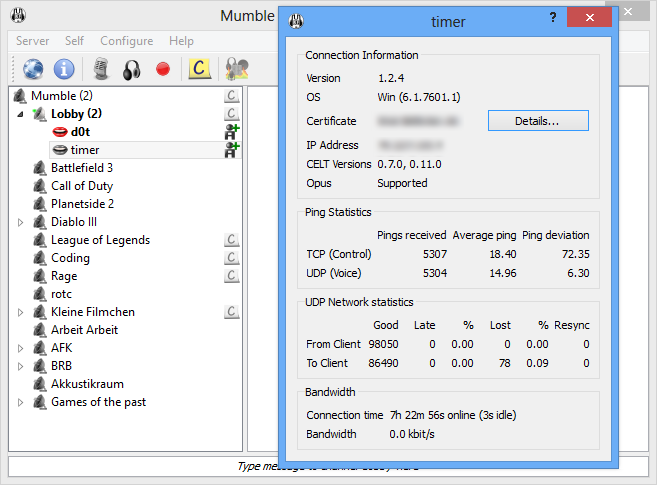 Mumble
Server Self Configure Help
C
Mumble (2) C
Lobby (2) C
d0t
timer
Battlefield 3
Call of Duty
Planetside 2
Diablo III
League of Legends C
Coding C
Rage C
rotc
Kleine Filmchen C
Arbeit Arbeit
AFK
BRB
Akkustikraum
Games of the past
timer ?
Connection Information
Version 1.2.4
OS Win (6.1.7601.1)
Certificate Details...
IP Address
CELT Versions 0.7.0, 0.11.0
Opus Supported
Ping Statistics
Pings received Average ping Ping deviation
TCP (Control) 5307 18.40 72.35
UDP (Voice) 5304 14.96 6.30
UDP Network statistics
Good Late % Lost % Resync
From Client 98050 0 0.00 0 0.00 0
To Client 86490 0 0.00 78 0.09 0
Bandwidth
Connection time 7h 22m 56s online (3s idle)
Bandwidth 0.0 kbit/s
Type message to channel